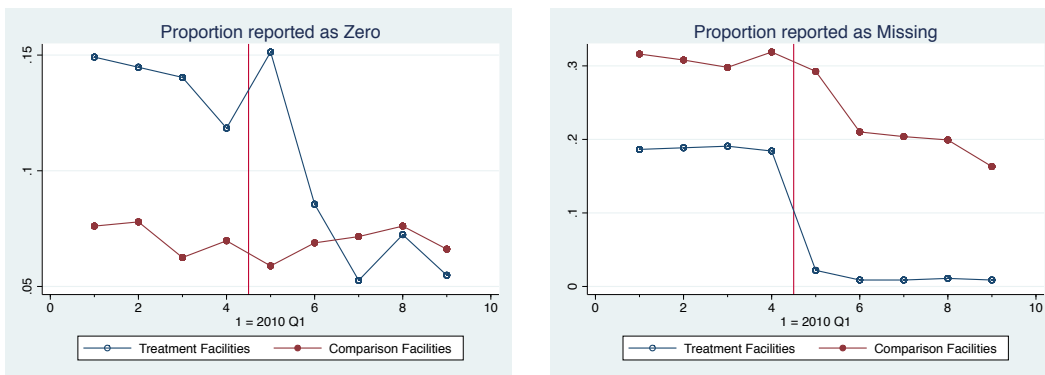 Proportion reported as Zero
.15
.1
.05
0 2 4 6 8 10
1 = 2010 Q1
Treatment Facilities Comparison Facilities
Proportion reported as Missing
.3
.2
.1
0
0 2 4 6 8 10
1 = 2010 Q1
Treatment Facilities Comparison Facilities